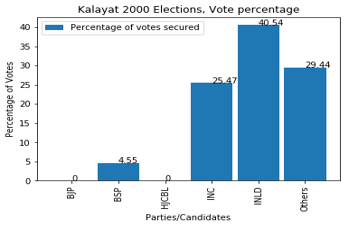 Kalayat 2000 Elections, Vote percentage
Percentage of votes secured
Percentage of Votes
40
35
30
25
20
15
10
5
0
0
4.55
0
25.47
40.54
29.44
BJP
BSP
HJCBL
INC
INLD
Others
Parties/Candidates